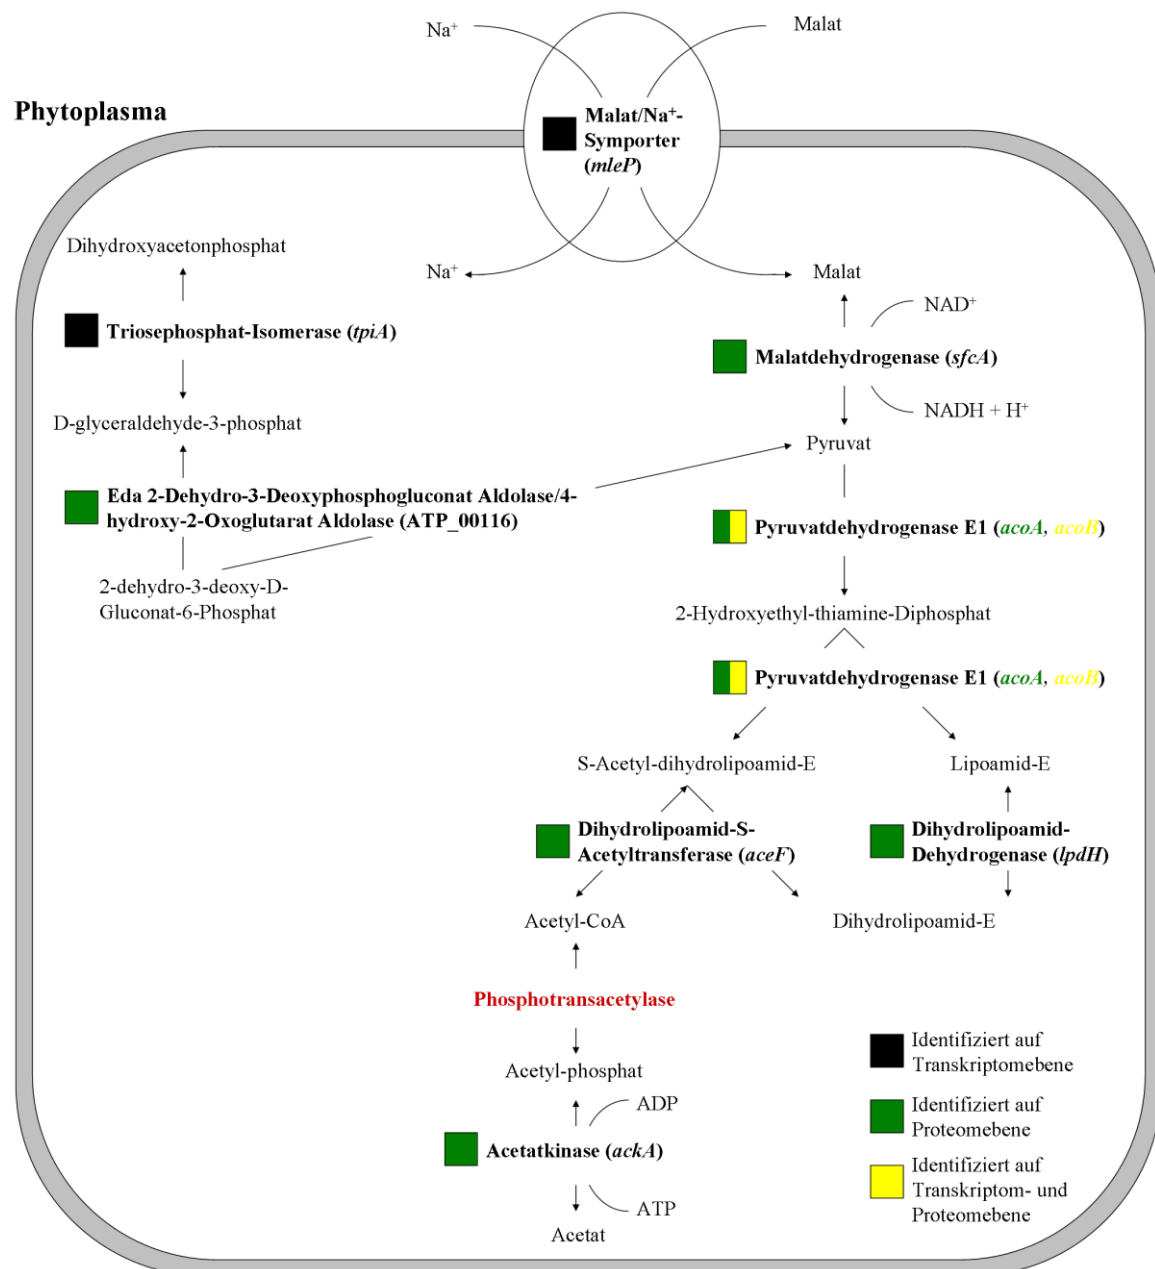 Na⁺
Malat
Phytoplasma
Malat/Na⁺-
Symporter
(mleP)
Dihydroxyacetonphosphat
Na⁺
Malat
NAD⁺
Triosephosphat-Isomerase (tpiA)
Malatdehydrogenase (sfcA)
NADH + H⁺
D-glyceraldehyde-3-phosphat
Pyruvat
Eda 2-Dehydro-3-Deoxyphosphogluconat Aldolase/4-
hydroxy-2-Oxoglutarat Aldolase (ATP_00116)
Pyruvatdehydrogenase E1 (acoA, acoB)
2-dehydro-3-deoxy-D-
Gluconat-6-Phosphat
2-Hydroxyethyl-thiamine-Diphosphat
Pyruvatdehydrogenase E1 (acoA, acoB)
S-Acetyl-dihydrolipoamid-E
Lipoamid-E
Dihydrolipoamid-S-
Acetyltransferase (aceF)
Dihydrolipoamid-
Dehydrogenase (lpdH)
Acetyl-CoA
Dihydrolipoamid-E
Phosphotransacetylase
Acetyl-phosphat
ADP
Acetatkinase (ackA)
ATP
Acetat
Identifiziert auf
Transkriptomebene
Identifiziert auf
Proteomebene
Identifiziert auf
Transkriptom- und
Proteomebene